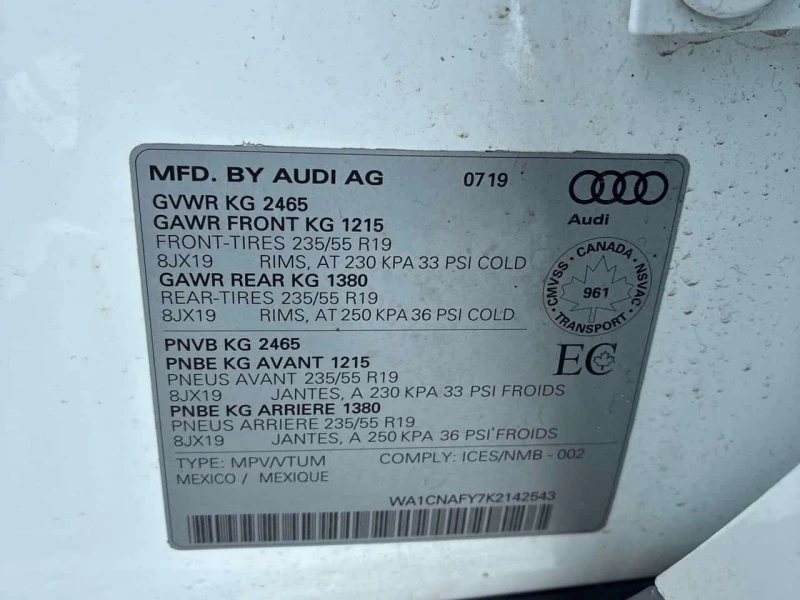 MFD. BY AUDI AG 07 19
Audi
GVWR KG 2465
GAWR FRONT KG 1215
FRONT-TIRES 235/55 R19
8JX19 RIMS, AT 230 KPA 33 PSI COLD
GAWR REAR KG 1380
REAR-TIRES 235/55 R19
8JX19 RIMS, AT 250 KPA 36 PSI COLD
CMVSS - CANADA - NSVAC
961
TRANSPORT
EC
PNVB KG 2465
PNBE KG AVANT 1215
PNEUS AVANT 235/55 R19
8JX19 JANTES, A 230 KPA 33 PSI FROIDS
PNBE KG ARRIERE 1380
PNEUS ARRIERE 235/55 R19
8JX19 JANTES, A 250 KPA 36 PSI FROIDS
TYPE: MPV/VTUM COMPLY: ICES/NMB - 002
MEXICO / MEXIQUE
WA1CNAFY7K2142543